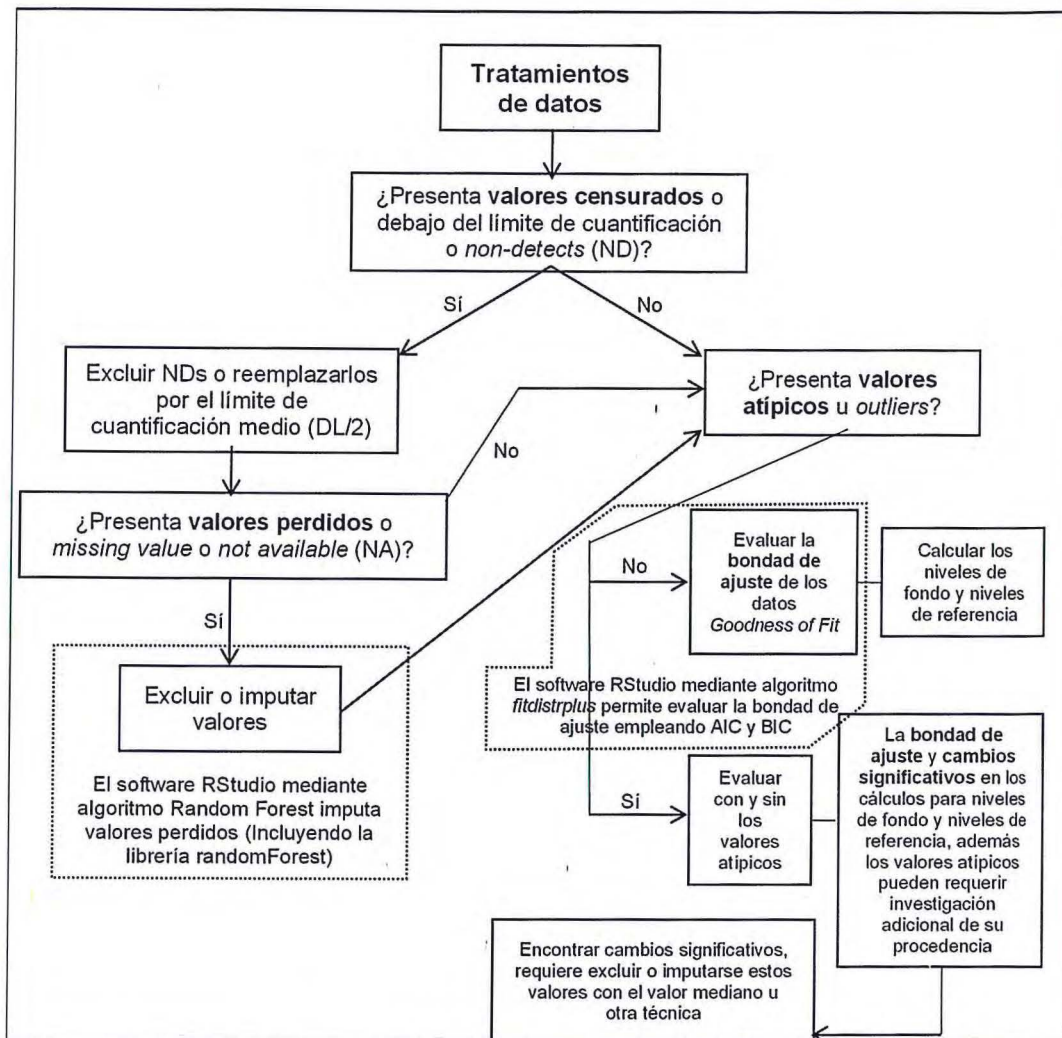 Tratamientos
de datos
¿Presenta valores censurados o
debajo del límite de cuantificación
o non-detects (ND)?
Sí
No
Excluir NDs o reemplazarlos
por el límite de
cuantificación medio (DL/2)
¿Presenta valores
atípicos u outliers?
No
¿Presenta valores perdidos o
missing value o not available (NA)?
Sí
Excluir o imputar
valores
El software RStudio mediante
algoritmo Random Forest imputa
valores perdidos (Incluyendo la
librería randomForest)
No
Evaluar la
bondad de
ajuste de los
datos
Goodness of Fit
Calcular los
niveles de
fondo y niveles
de referencia
El software RStudio mediante algoritmo
fitdistrplus permite evaluar la bondad de
ajuste empleando AIC y BIC
Sí
Evaluar
con y sin
los
valores
atípicos
La bondad de
ajuste y cambios
significativos en los
cálculos para niveles
de fondo y niveles de
referencia, además
los valores atípicos
pueden requerir
investigación
adicional de su
procedencia
Encontrar cambios significativos,
requiere excluir o imputarse estos
valores con el valor mediano u
otra técnica